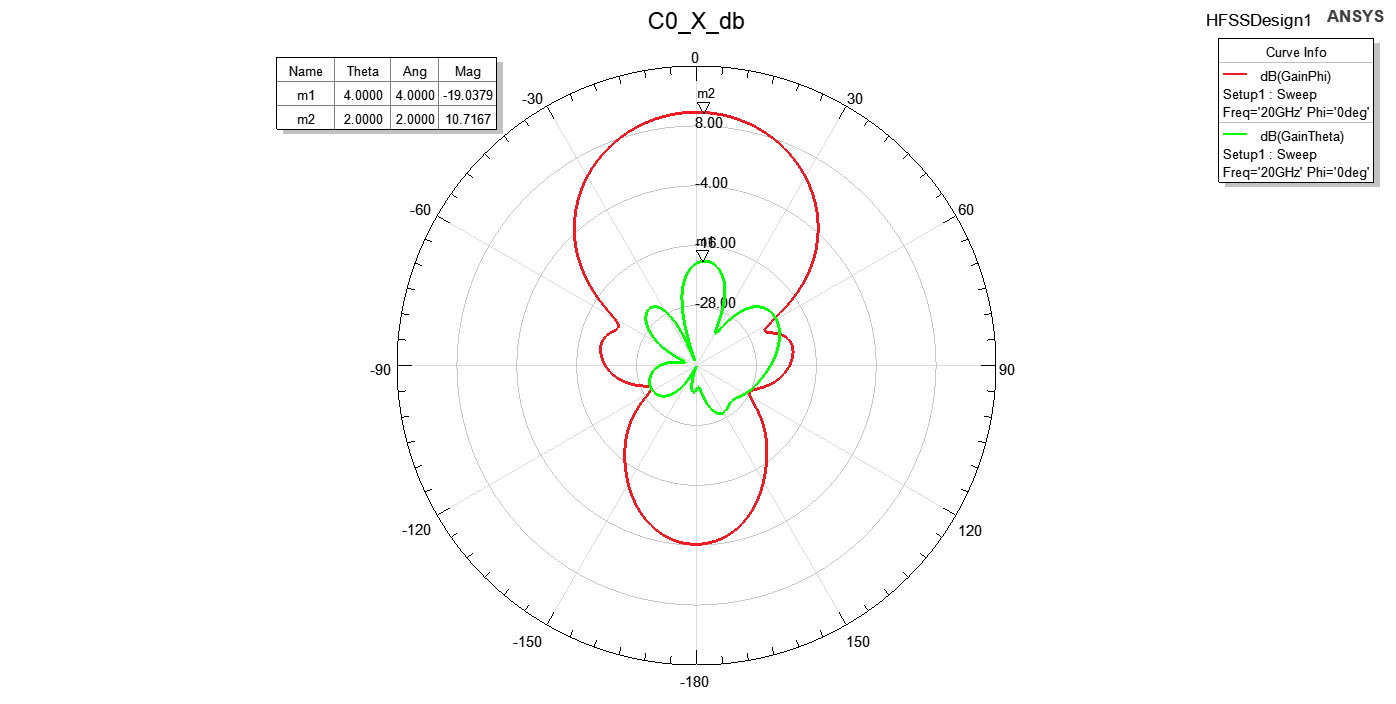 C0_X_db
HFSSDesign1
ANSYS
Name Theta Ang Mag
m1 4.0000 4.0000 -19.0379
m2 2.0000 2.0000 10.7167
Curve Info
dB(GainPhi)
Setup1 : Sweep
Freq='20GHz' Phi='0deg'
dB(GainTheta)
Setup1 : Sweep
Freq='20GHz' Phi='0deg'
0
-30
30
m2
8.00
-60
60
-4.00
m1
-16.00
-28.00
-90
90
-120
120
-150
150
-180